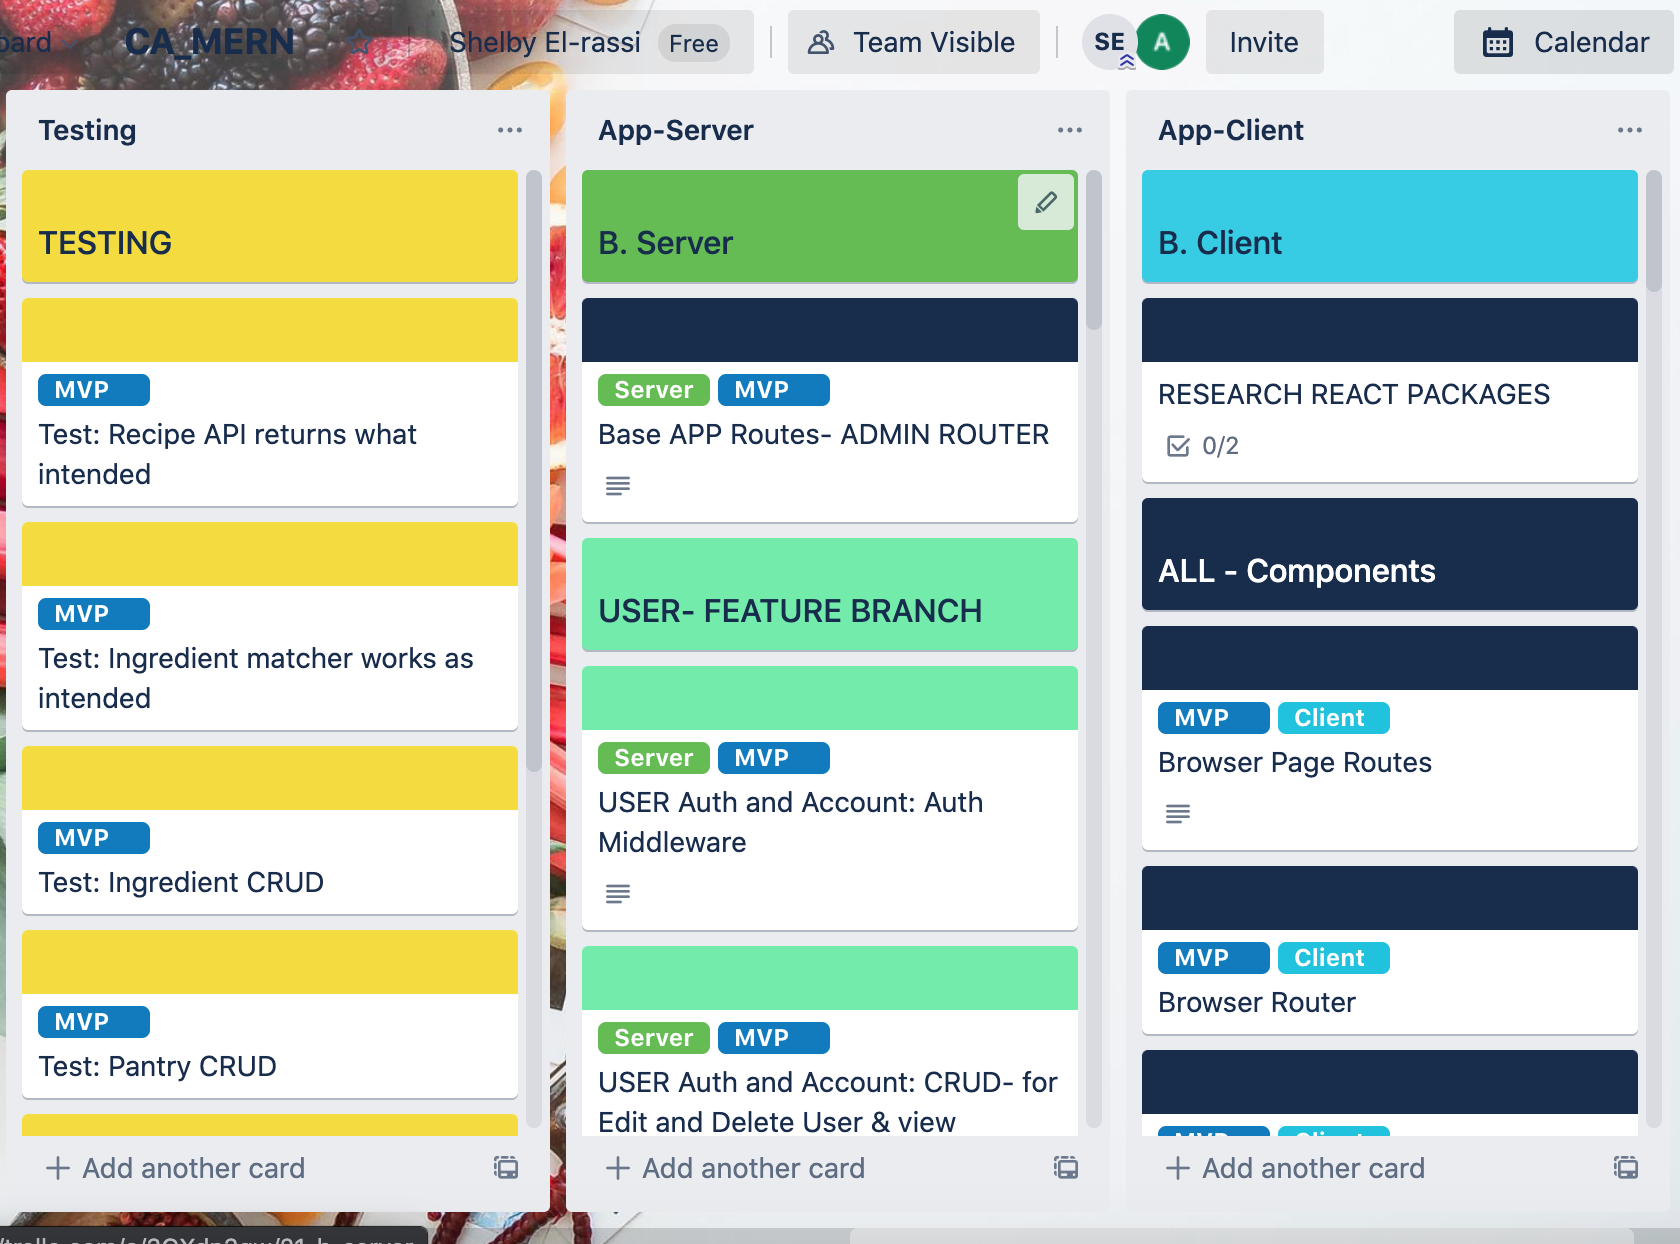 CA_MERN
Shelby El-rassi Free
Team Visible
SE A
Invite
Calendar
Testing
TESTING
MVP
Test: Recipe API returns what
intended
MVP
Test: Ingredient matcher works as
intended
MVP
Test: Ingredient CRUD
MVP
Test: Pantry CRUD
Add another card
App-Server
B. Server
Server MVP
Base APP Routes- ADMIN ROUTER
USER- FEATURE BRANCH
Server MVP
USER Auth and Account: Auth
Middleware
Server MVP
USER Auth and Account: CRUD- for
Edit and Delete User & view
Add another card
App-Client
B. Client
RESEARCH REACT PACKAGES
0/2
ALL - Components
MVP Client
Browser Page Routes
MVP Client
Browser Router
MVP Client
Add another card